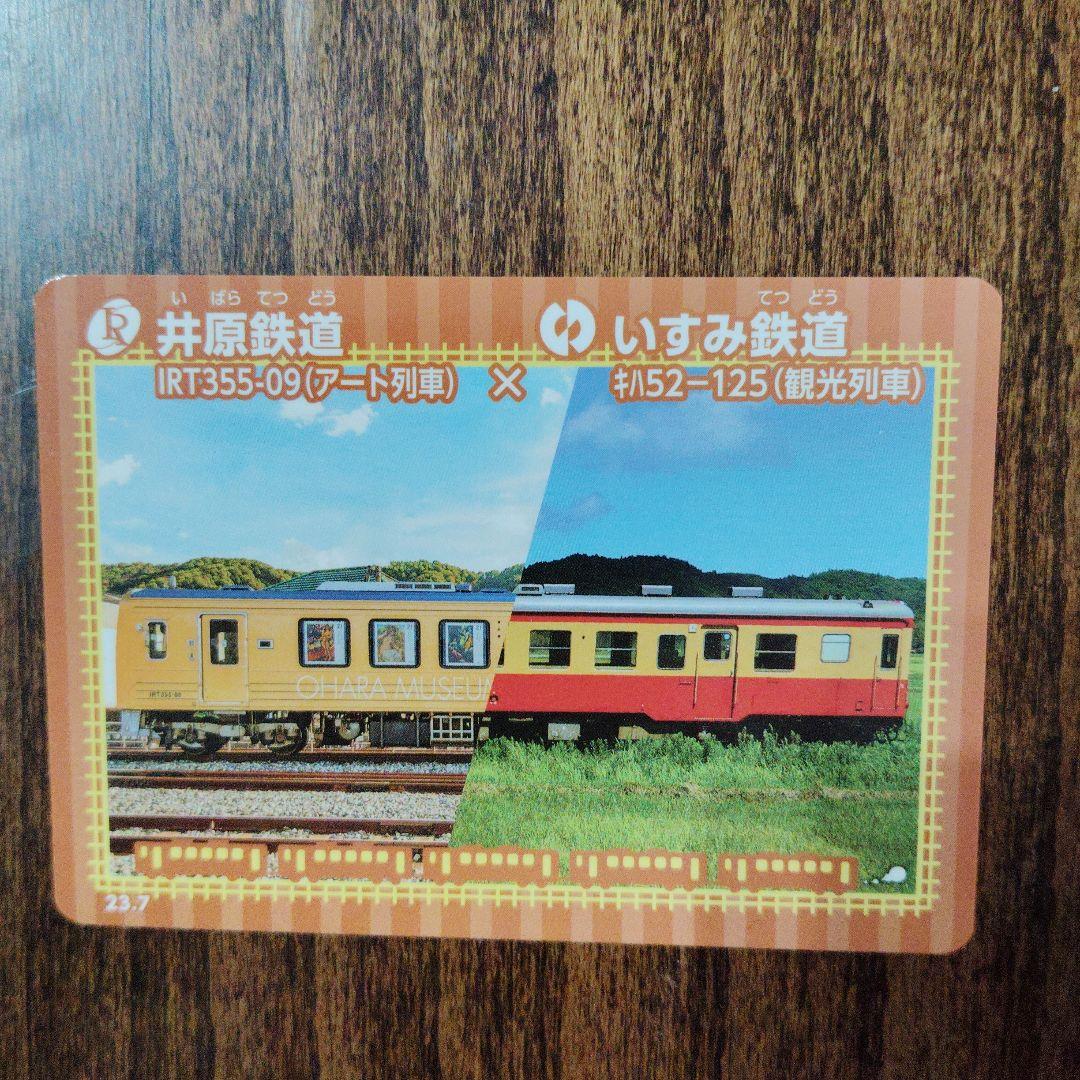 い ばら てつ どう
井原鉄道
IRT355-09(アート列車)
×
てつ どう
いすみ鉄道
ｷﾊ52－125(観光列車)
OHARA MUSEUM
23.7